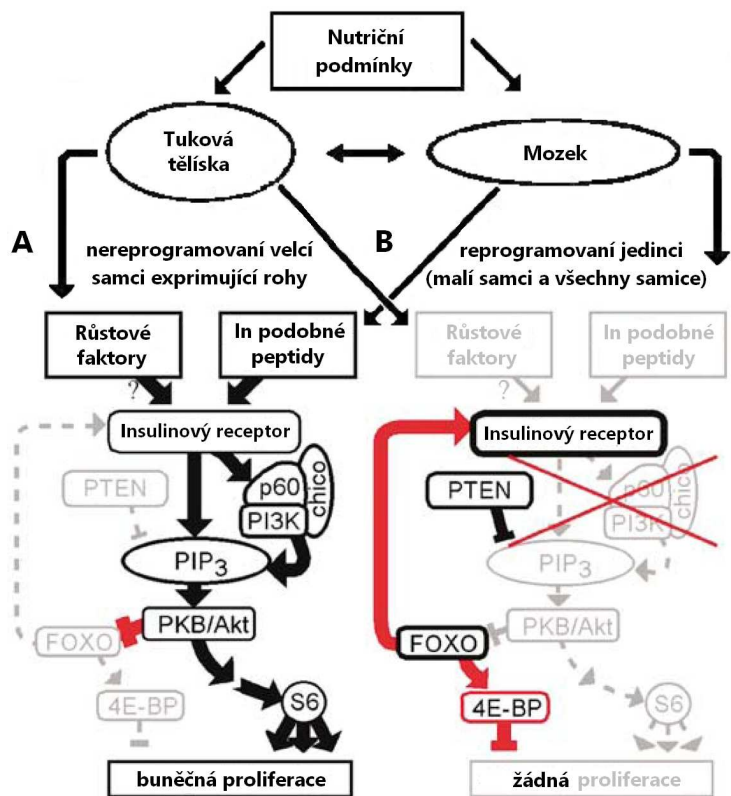 Nutriční
podmínky
Tuková
tělíska
Mozek
A
nereprogramovaní velcí
samci exprimující rohy
B
reprogramovaní jedinci
(malí samci a všechny samice)
Růstové
faktory
In podobné
peptidy
?
Insulinový receptor
PTEN
p60
chico
PI3K
PIP3
PKB/Akt
FOXO
4E-BP
S6
buněčná proliferace
Růstové
faktory
In podobné
peptidy
?
Insulinový receptor
PTEN
p60
chico
PI3K
PIP3
PKB/Akt
FOXO
4E-BP
S6
žádná proliferace